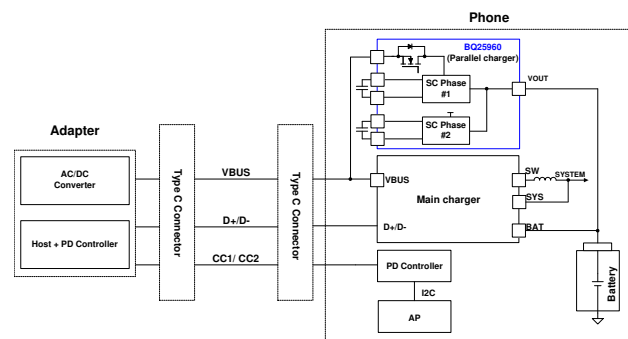 Phone
BQ25960
(Parallel charger)
SC Phase
#1
VOUT
SC Phase
#2
Adapter
AC/DC
Converter
Host + PD Controller
Type C Connector
VBUS
D+/D-
CC1/ CC2
Type C Connector
VBUS
Main charger
D+/D-
SW
SYSTEM
SYS
BAT
PD Controller
I2C
AP
Battery